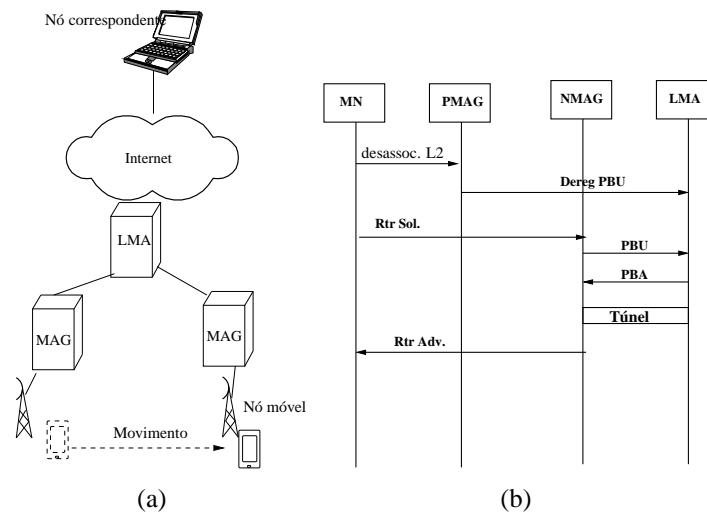 Nó correspondente
Internet
LMA
MAG
MAG
Nó móvel
Movimento
(a)
MN
PMAG
NMAG
LMA
desassoc. L2
Dereg PBU
Rtr Sol.
PBU
PBA
Túnel
Rtr Adv.
(b)